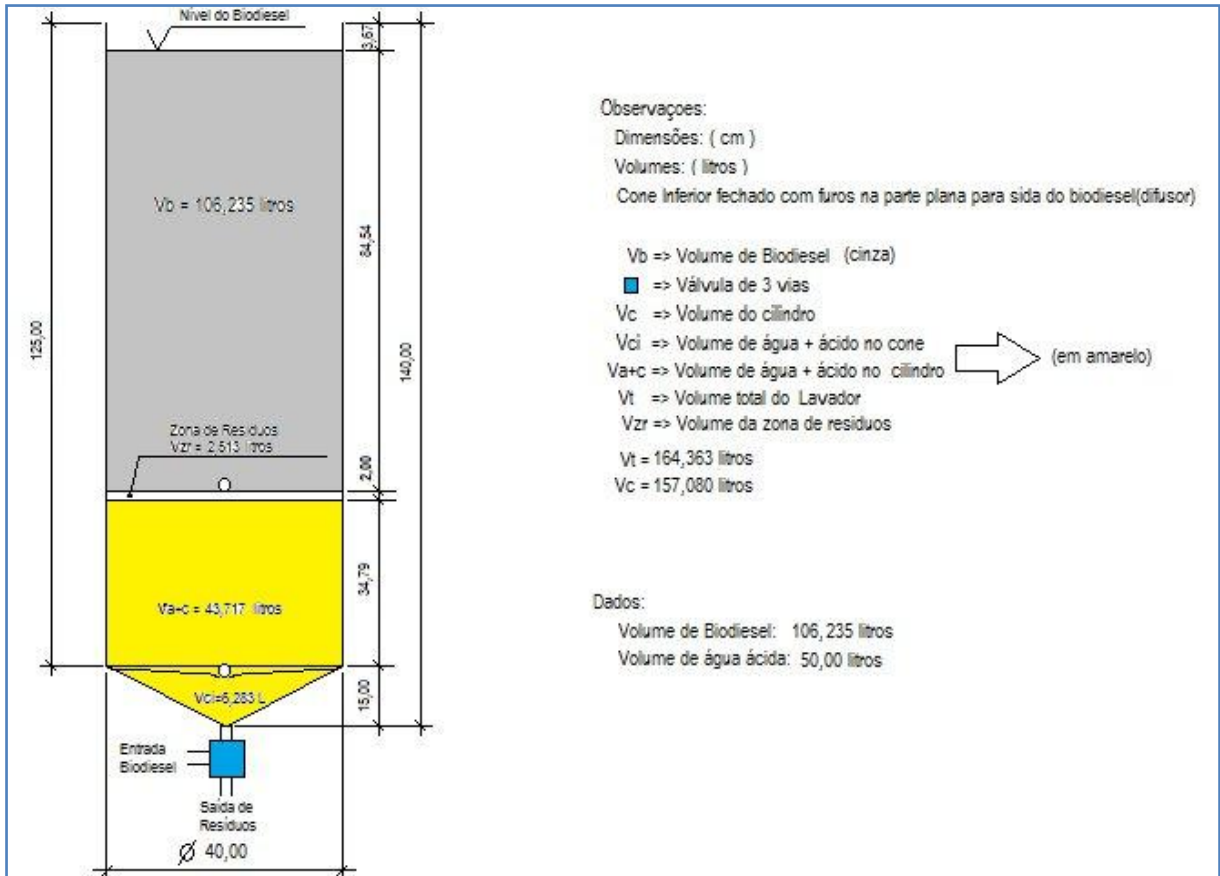 Nível do Biodiesel
3,67
Vb = 106,235 litros
84,54
125,00
140,00
Zona de Residuos
Vzr = 2,513 litros
2,00
34,79
Va+c = 43,717 litros
Vci=6,283 L
15,00
Entrada
Biodiesel
Saída de
Resíduos
Ø 40,00
Observaçoes:
Dimensões: ( cm )
Volumes: ( litros )
Cone Inferior fechado com furos na parte plana para sida do biodiesel(difusor)
Vb => Volume de Biodiesel (cinza)
=> Válvula de 3 vias
Vc => Volume do cilindro
Vci => Volume de água + ácido no cone
(em amarelo)
Va+c => Volume de água + ácido no cilindro
Vt => Volume total do Lavador
Vzr => Volume da zona de resíduos
Vt = 164,363 litros
Vc = 157,080 litros
Dados:
Volume de Biodiesel: 106,235 litros
Volume de água ácida: 50,00 litros